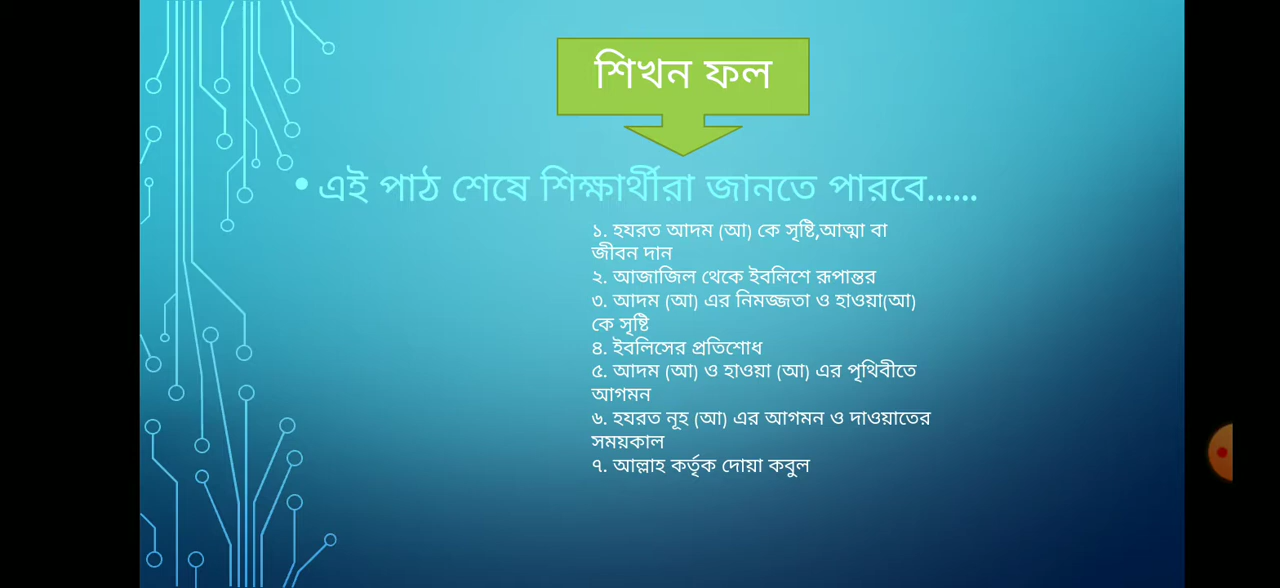 শিখন ফল
• এই পাঠ শেষে শিক্ষার্থীরা জানতে পারবে......
১. হযরত আদম (আ) কে সৃষ্টি,আত্মা বা
জীবন দান
২. আজাজিল থেকে ইবলিশে রূপান্তর
৩. আদম (আ) এর নিমজ্জতা ও হাওয়া(আ)
কে সৃষ্টি
৪. ইবলিসের প্রতিশোধ
৫. আদম (আ) ও হাওয়া (আ) এর পৃথিবীতে
আগমন
৬. হযরত নূহ (আ) এর আগমন ও দাওয়াতের
সময়কাল
৭. আল্লাহ কর্তৃক দোয়া কবুল